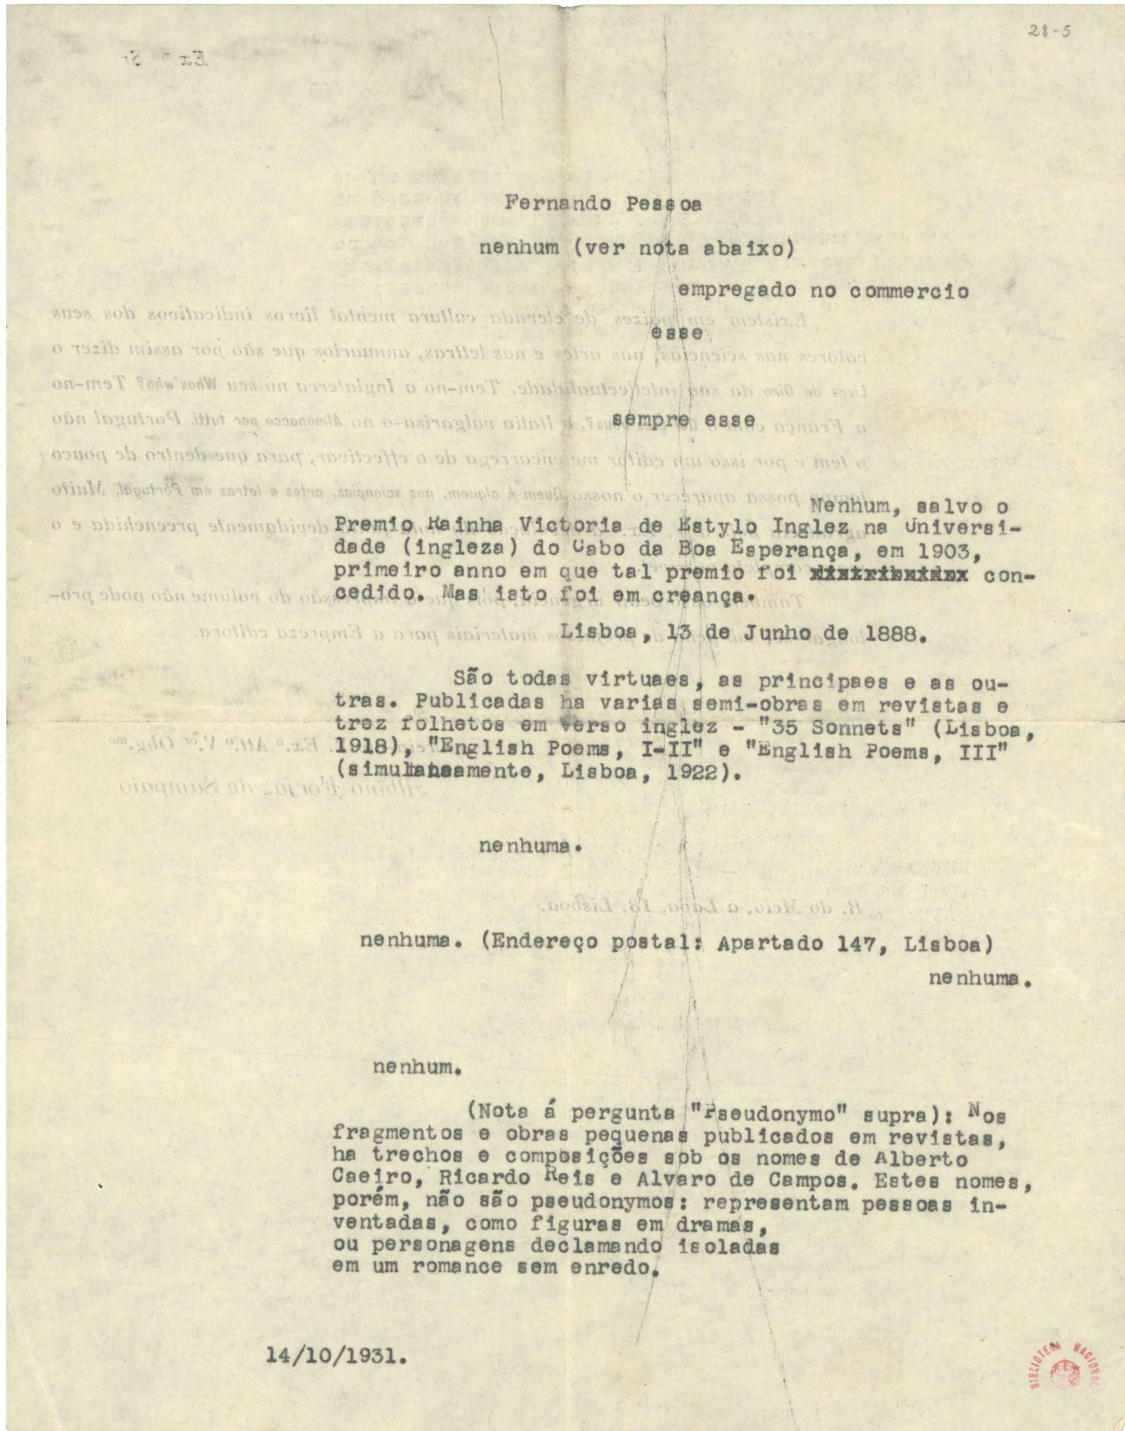 28-5
Fernando Pessoa
nenhum (ver nota abaixo)
empregado no commercio
esse
sempre esse
Nenhum, salvo o
Premio Rainha Victoria de Estylo Inglez na Universi-
dade (ingleza) do Cabo da Boa Esperança, em 1903,
primeiro anno em que tal premio foi con-
cedido. Mas isto foi em creança.
Lisboa, 13 de Junho de 1888.
São todas virtuaes, as principaes e as ou-
tras. Publicadas ha varias semi-obras em revistas e
trez folhetos em verso inglez - "35 Sonnets" (Lisboa,
1918), "English Poems, I-II" e "English Poems, III"
(simultaneamente, Lisboa, 1922).
nenhuma.
nenhuma. (Endereço postal: Apartado 147, Lisboa)
nenhuma.
nenhum.
(Nota á pergunta "Pseudonymo" supra): Nos
fragmentos e obras pequenas publicados em revistas,
ha trechos e composições sob os nomes de Alberto
Caeiro, Ricardo Reis e Alvaro de Campos. Estes nomes,
porém, não são pseudonymos: representam pessoas in-
ventadas, como figuras em dramas,
ou personagens declamando isoladas
em um romance sem enredo.
14/10/1931.
BIBLIOTECA NACIONAL